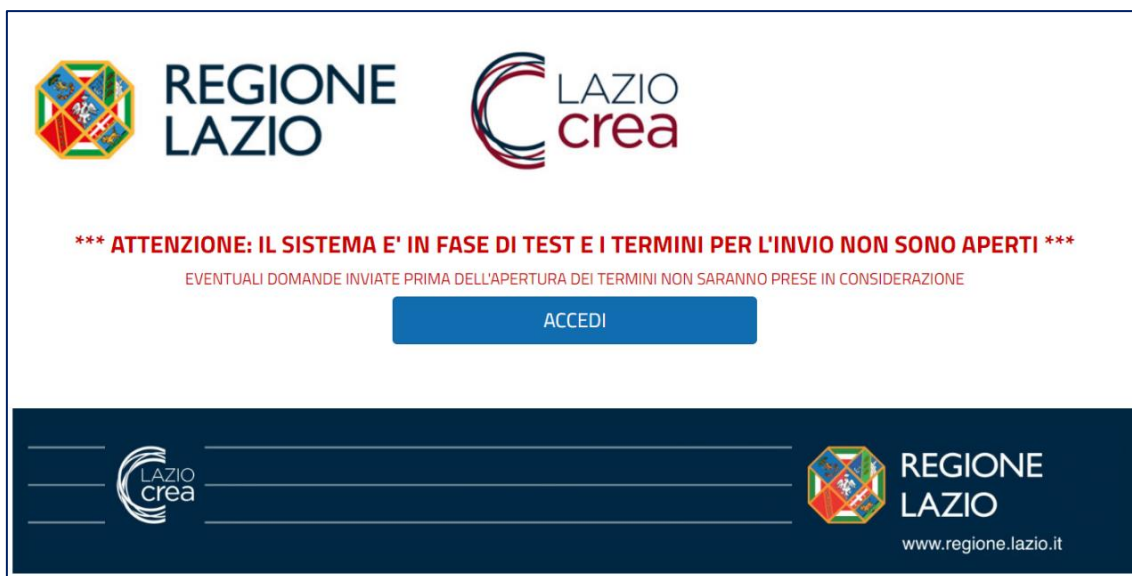 REGIONE
LAZIO
LAZIO
crea
*** ATTENZIONE: IL SISTEMA E' IN FASE DI TEST E I TERMINI PER L'INVIO NON SONO APERTI ***
EVENTUALI DOMANDE INVIATE PRIMA DELL'APERTURA DEI TERMINI NON SARANNO PRESE IN CONSIDERAZIONE
ACCEDI
LAZIO
crea
REGIONE
LAZIO
www.regione.lazio.it